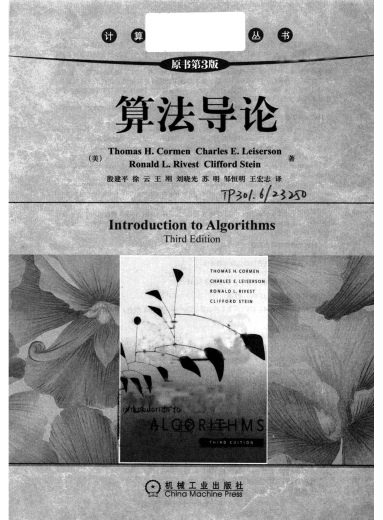 计 算 丛 书
原书第3版
算法导论
(美) Thomas H. Cormen Charles E. Leiserson
Ronald L. Rivest Clifford Stein 著
殷建平 徐 云 王 刚 刘晓光 苏 明 邹恒明 王宏志 译
TP301.6/23250
Introduction to Algorithms
Third Edition
THOMAS H. CORMEN
CHARLES E. LEISERSON
RONALD L. RIVEST
CLIFFORD STEIN
INTRODUCTION TO
ALGORITHMS
THIRD EDITION
机械工业出版社
China Machine Press